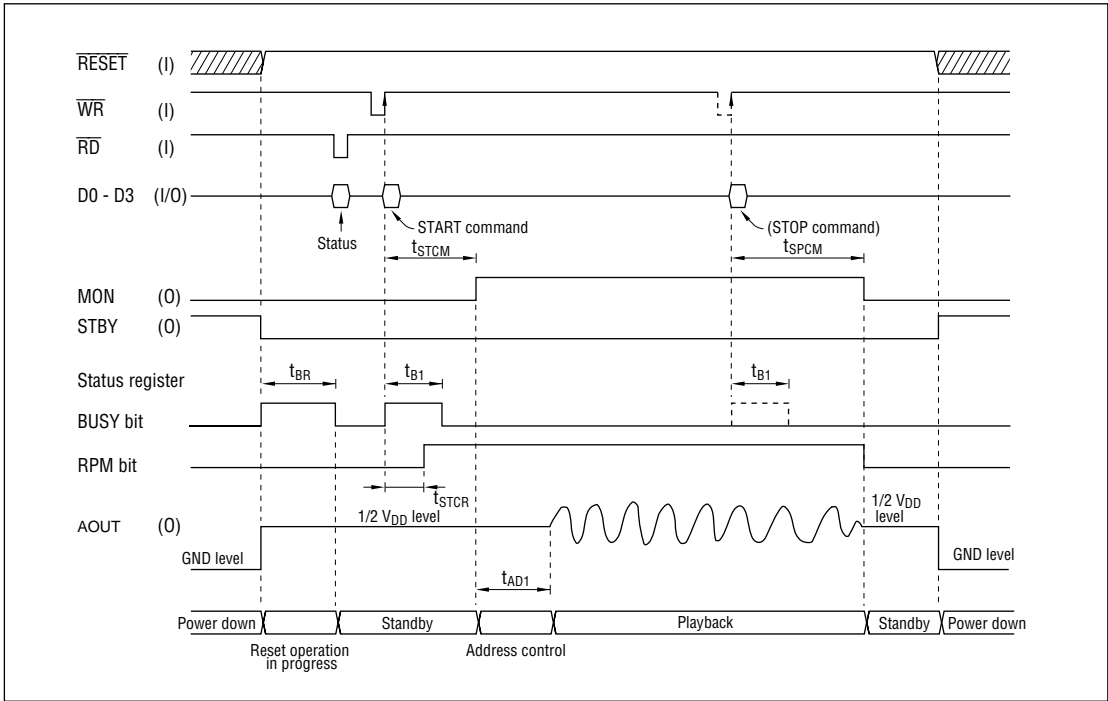 RESET (I)
WR (I)
RD (I)
D0 - D3 (I/O)
Status
START command
(STOP command)
tSTCM
tSPCM
MON (O)
STBY (O)
Status register
tBR
tB1
tB1
BUSY bit
RPM bit
tSTCR
AOUT (O)
1/2 VDD level
1/2 VDD
level
GND level
GND level
tAD1
Power down
Standby
Playback
Standby
Power down
Reset operation
in progress
Address control